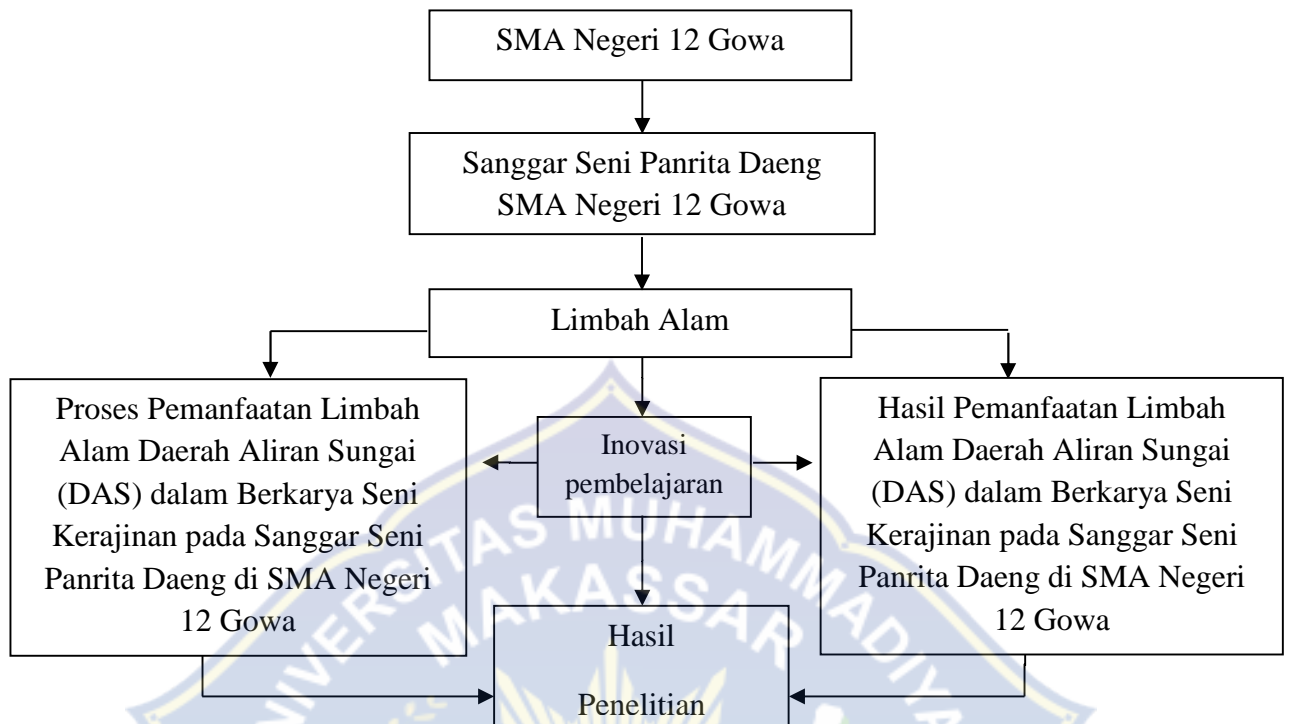 SMA Negeri 12 Gowa
Sanggar Seni Panrita Daeng
SMA Negeri 12 Gowa
Limbah Alam
Proses Pemanfaatan Limbah
Alam Daerah Aliran Sungai
(DAS) dalam Berkarya Seni
Kerajinan pada Sanggar Seni
Panrita Daeng di SMA Negeri
12 Gowa
Inovasi
pembelajaran
Hasil Pemanfaatan Limbah
Alam Daerah Aliran Sungai
(DAS) dalam Berkarya Seni
Kerajinan pada Sanggar Seni
Panrita Daeng di SMA Negeri
12 Gowa
Hasil
Penelitian
UNIVERSITAS MUHAMMADIYA
MAKASSAR